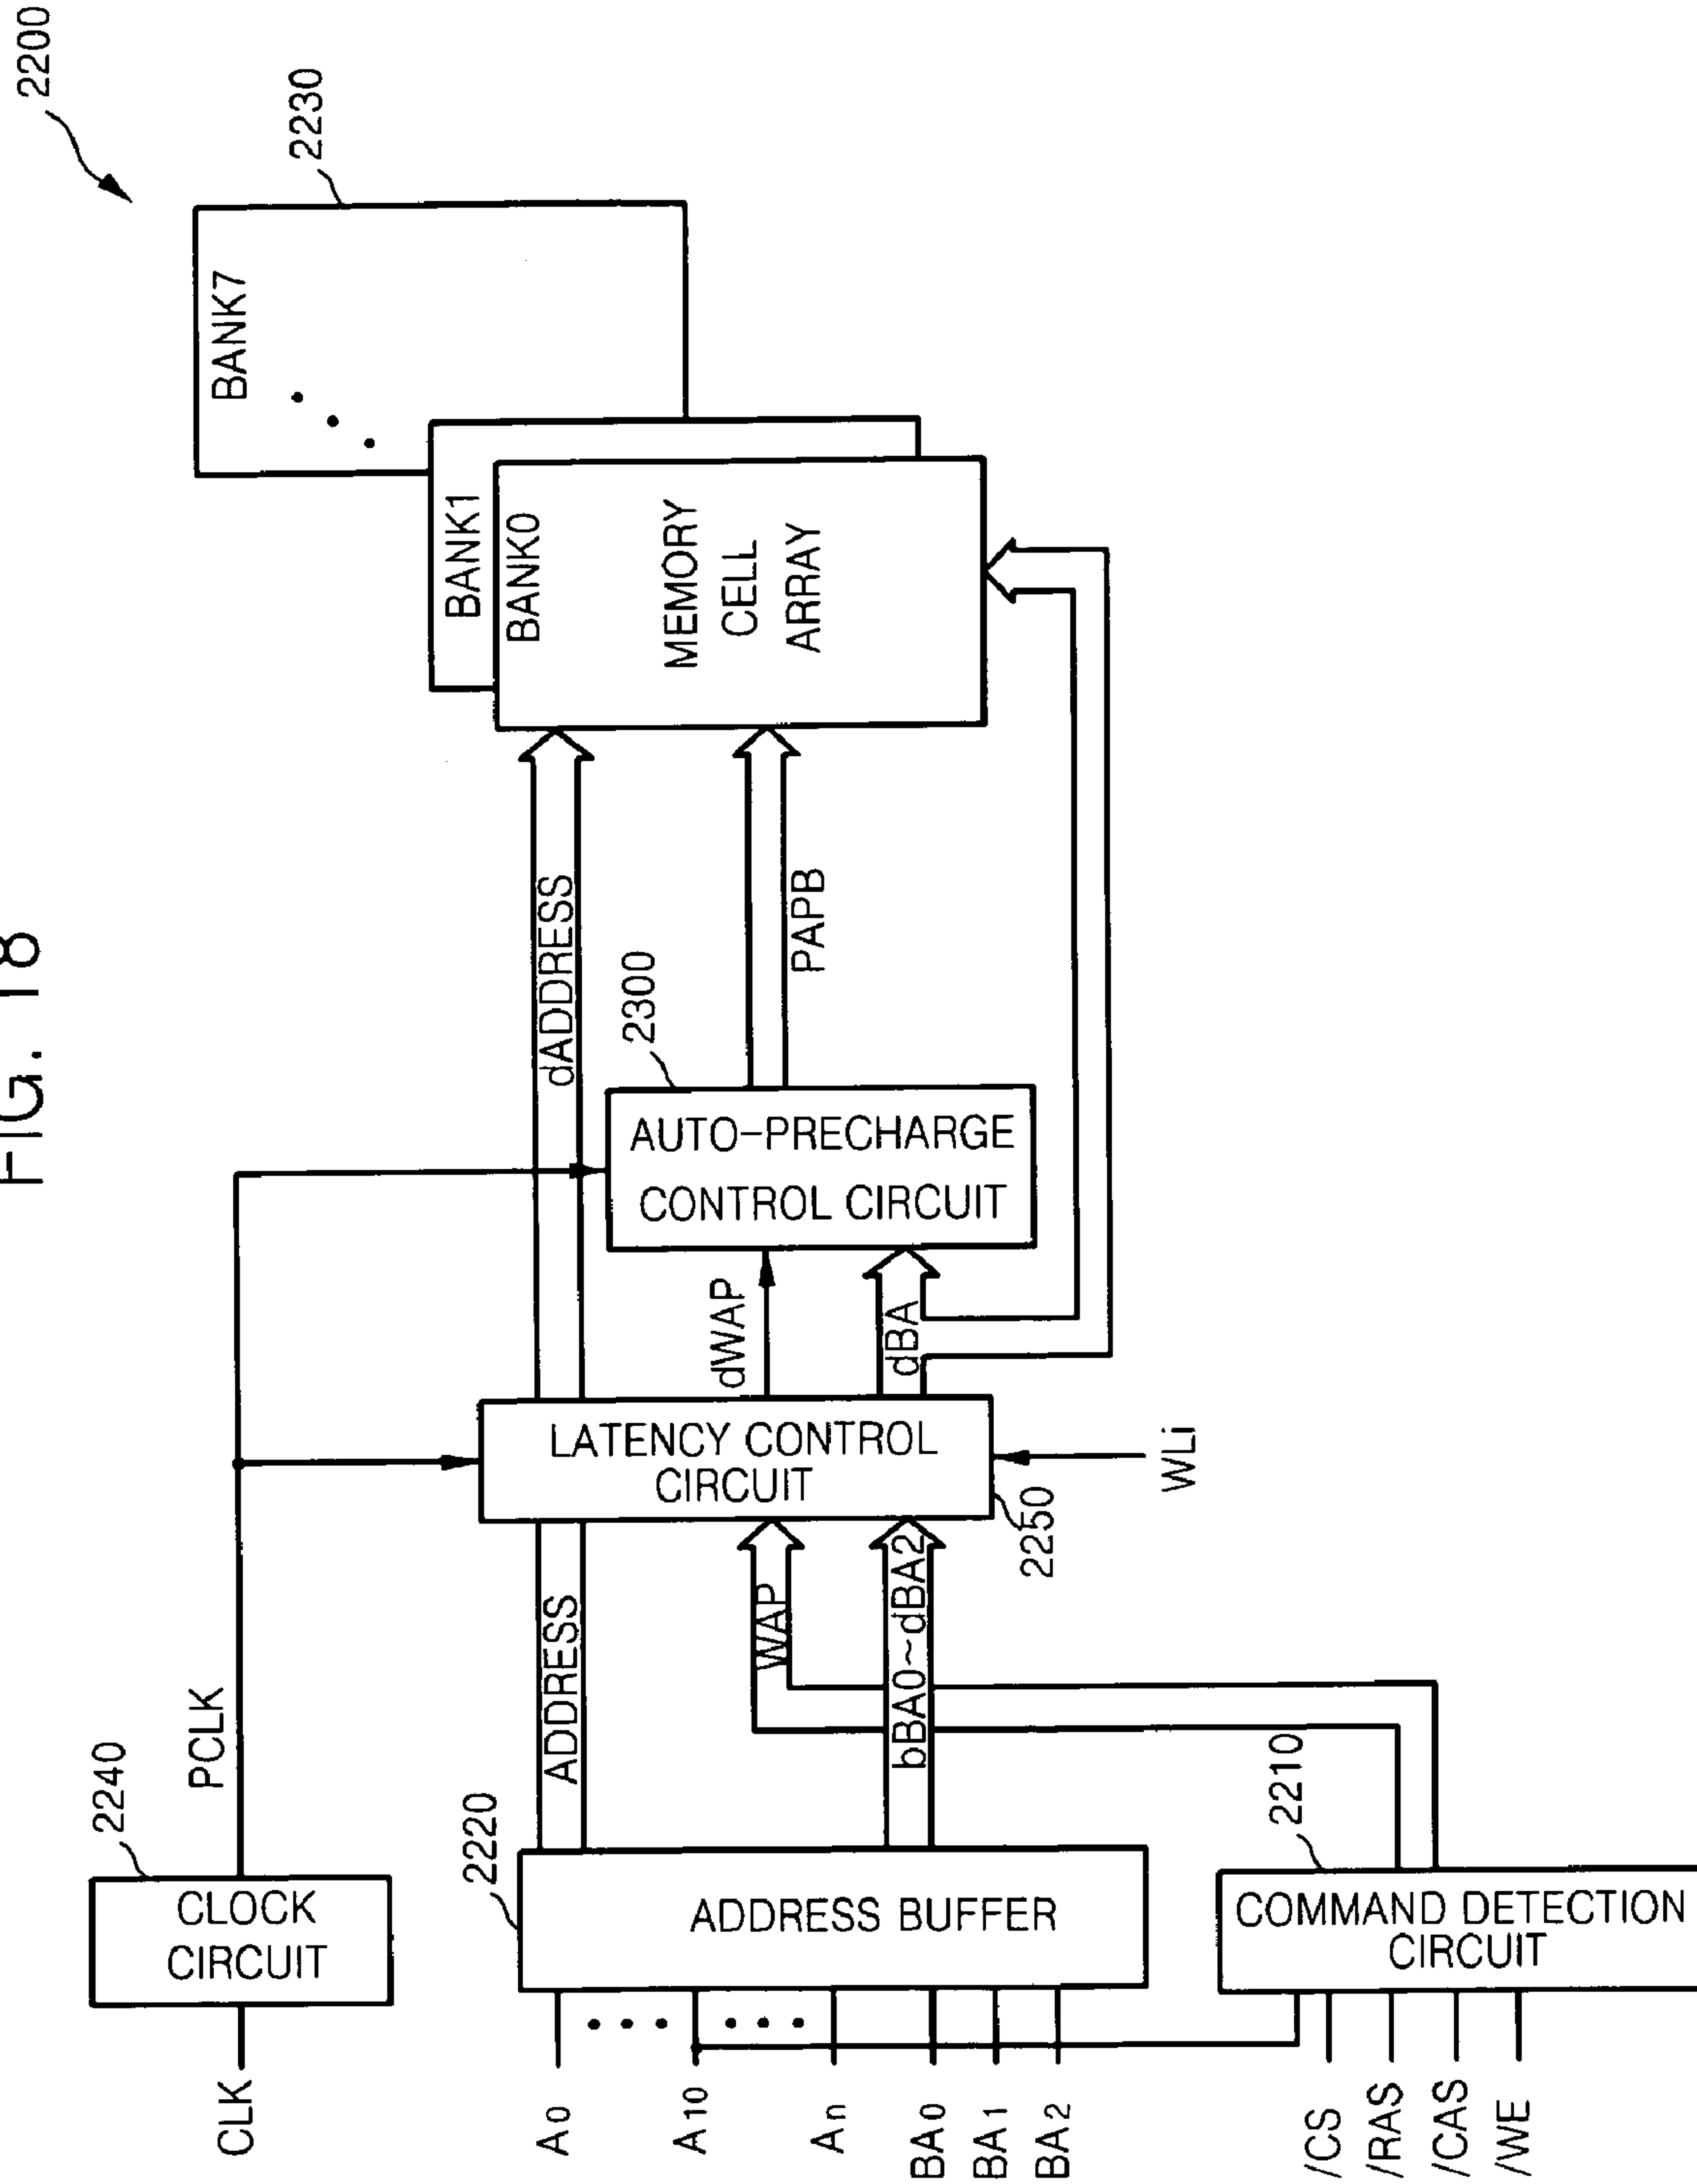 FIG. 18
2200
CLK
CLOCK
CIRCUIT
2240
PCLK
A0
A10
An
BA0
BA1
BA2
ADDRESS BUFFER
2220
ADDRESS
bBA0~dBA2
/CS
/RAS
/CAS
/WE
COMMAND DETECTION
CIRCUIT
2210
WAP
LATENCY CONTROL
CIRCUIT
2250
WLi
dADDRESS
dWAP
dBA
AUTO-PRECHARGE
CONTROL CIRCUIT
2300
PAPB
BANK7
2230
BANK1
BANK0
MEMORY
CELL
ARRAY